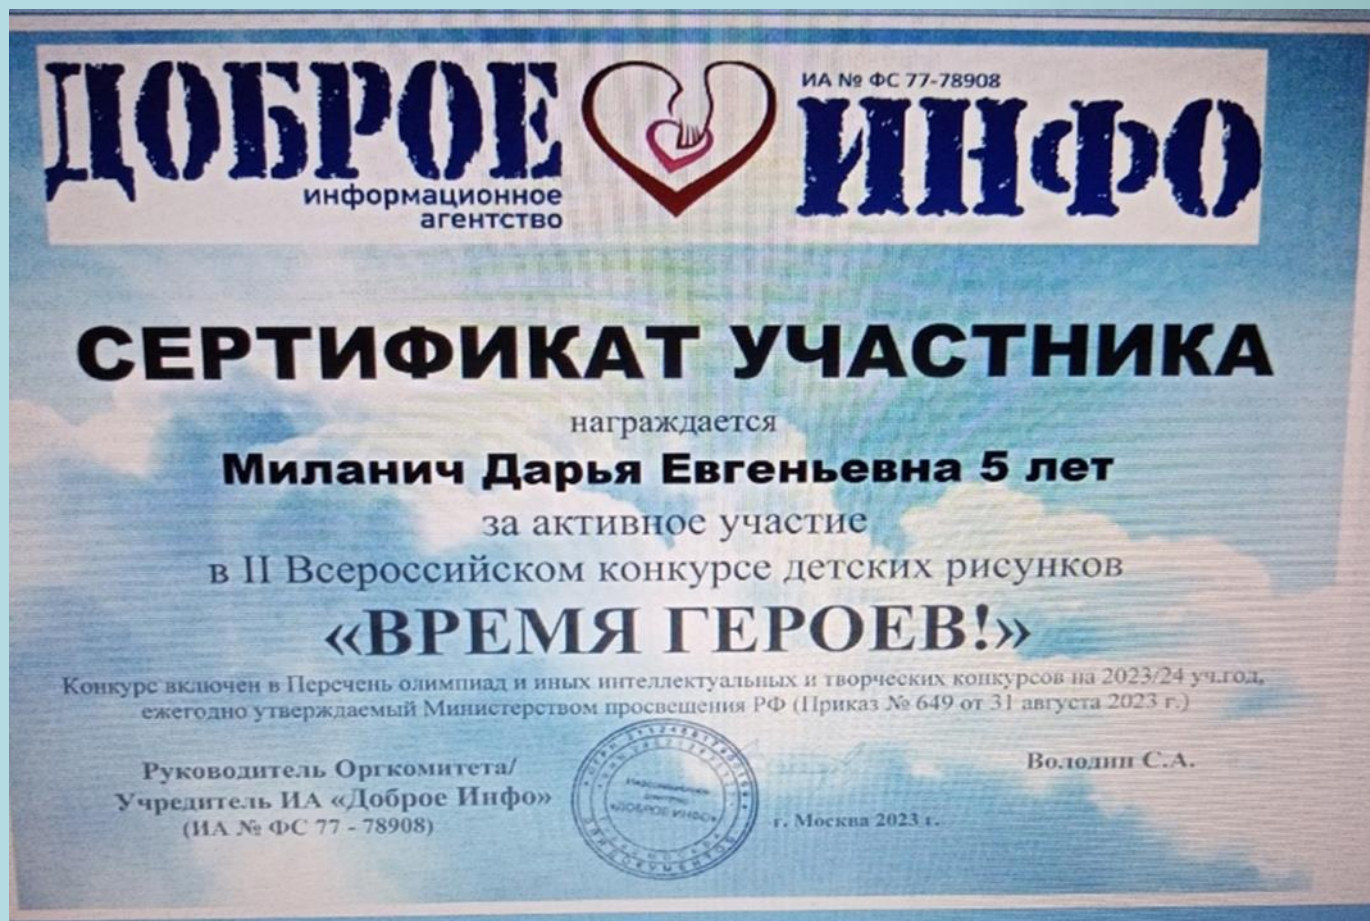 ДОБРОЕ ИНФО
ИА № ФС 77-78908
информационное
агентство
СЕРТИФИКАТ УЧАСТНИКА
награждается
Миланич Дарья Евгеньевна 5 лет
за активное участие
в II Всероссийском конкурсе детских рисунков
«ВРЕМЯ ГЕРОЕВ!»
Конкурс включен в Перечень олимпиад и иных интеллектуальных и творческих конкурсов на 2023/24 уч.год,
ежегодно утверждаемый Министерством просвещения РФ (Приказ № 649 от 31 августа 2023 г.)
Руководитель Оргкомитета/
Учредитель ИА «Доброе Инфо»
(ИА № ФС 77 - 78908)
Володин С.А.
«ДОБРОЕ ИНФО»
г. Москва 2023 г.